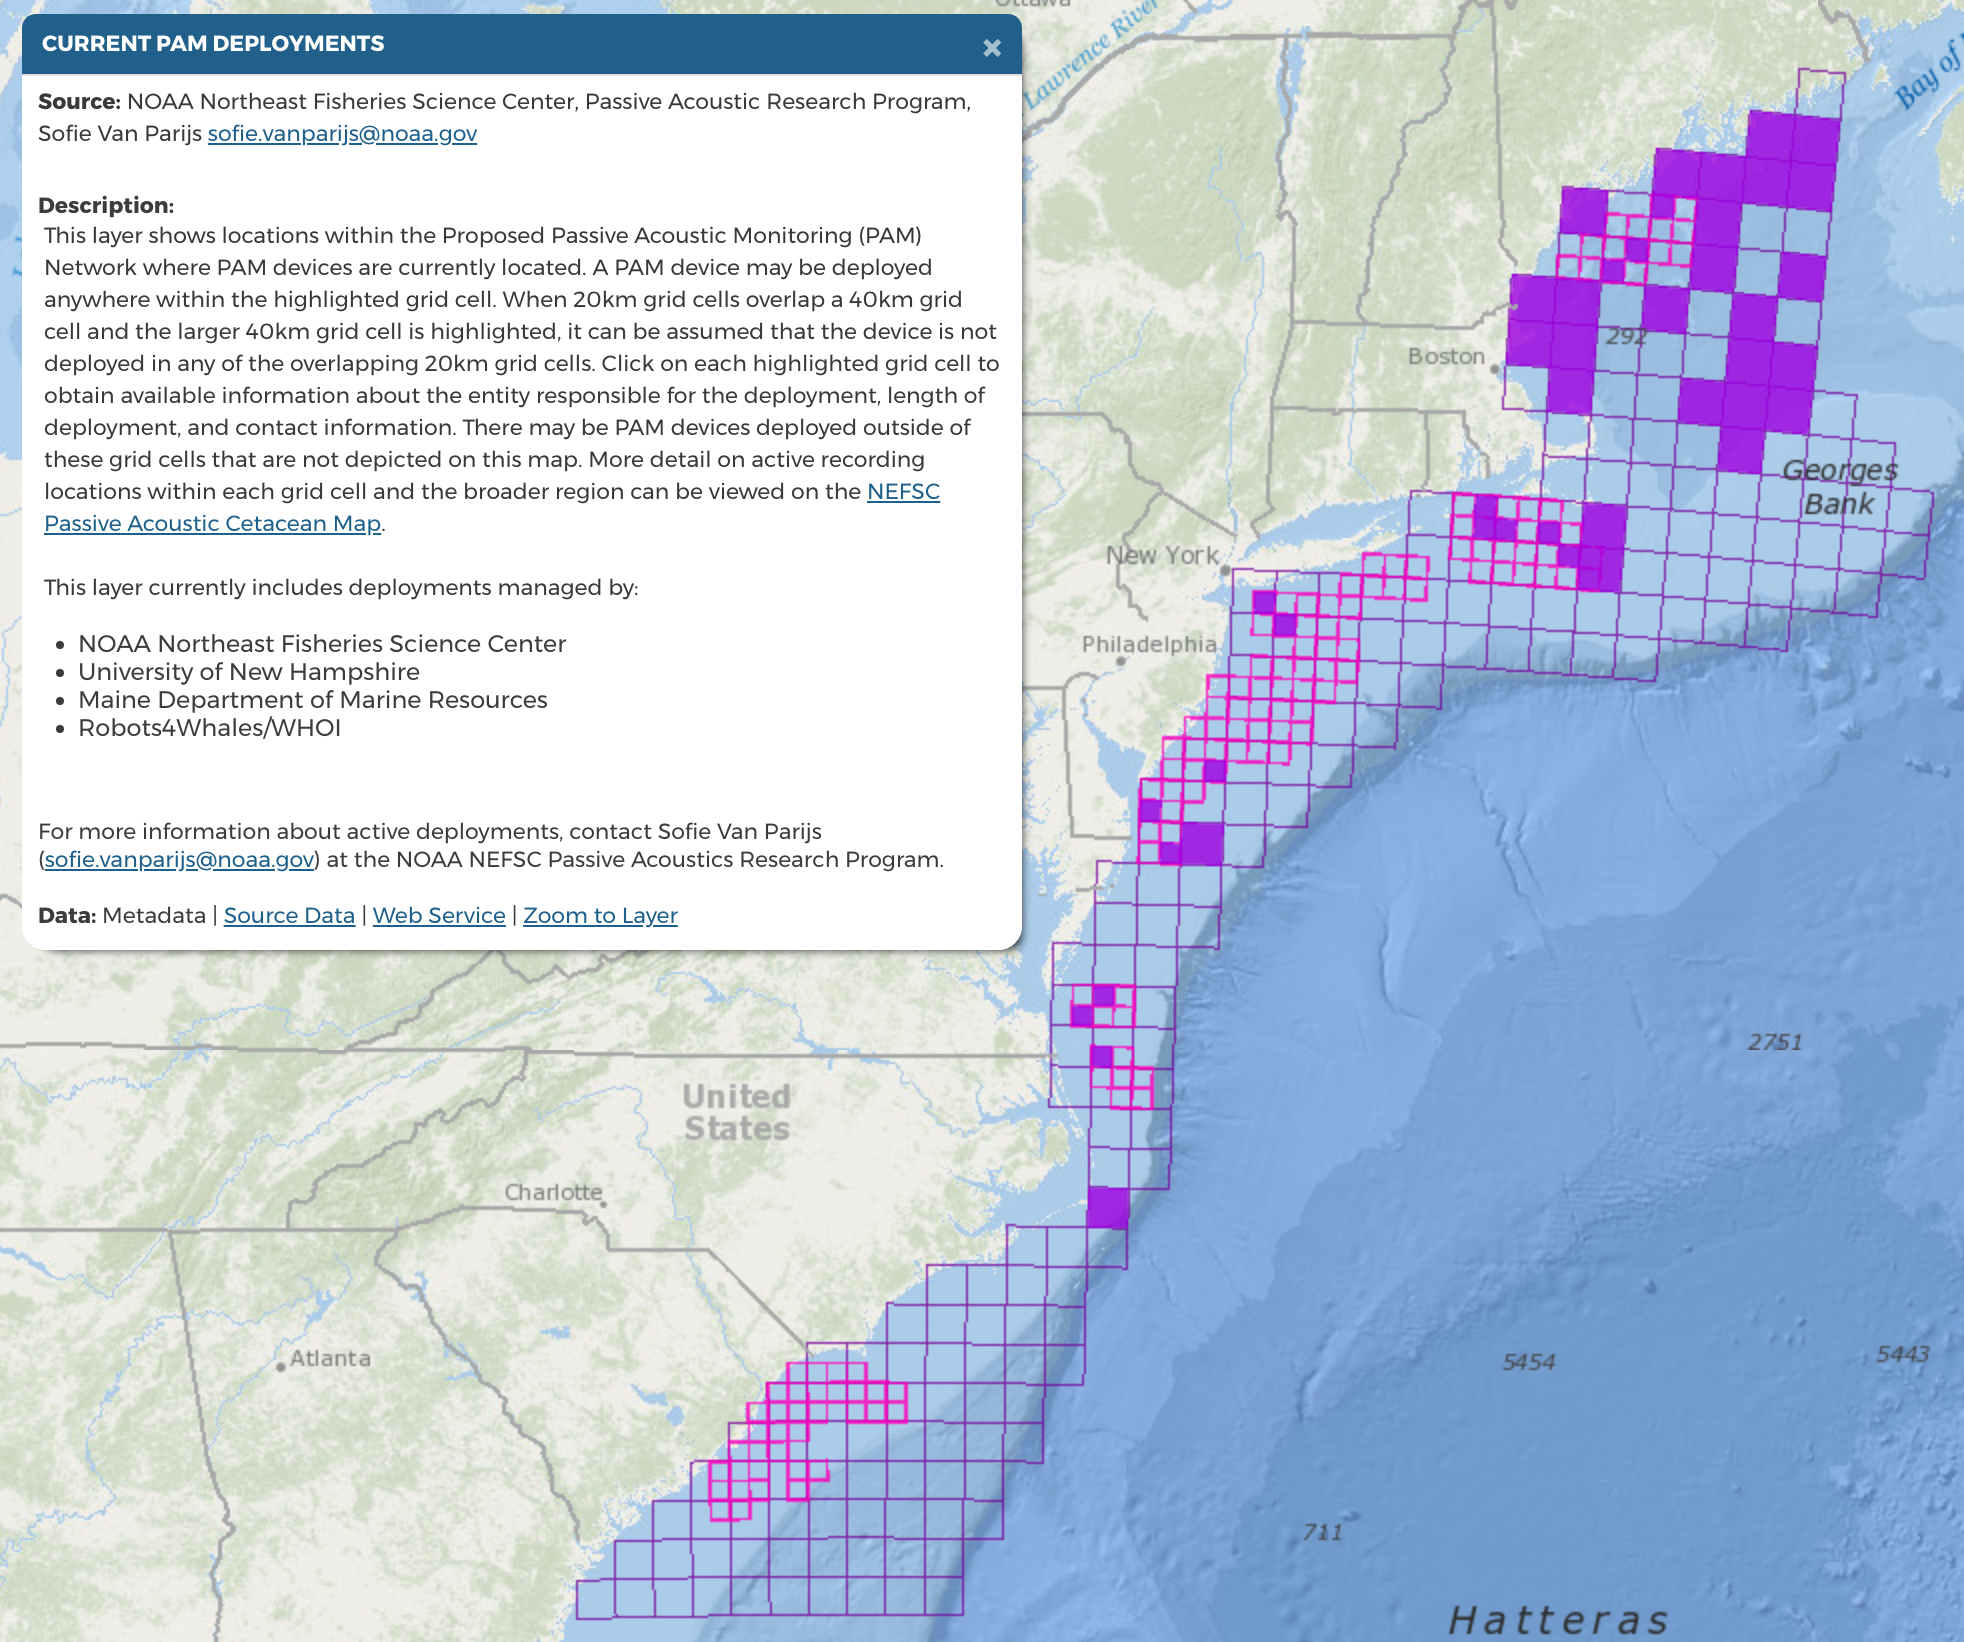 CURRENT PAM DEPLOYMENTS
×
Source: NOAA Northeast Fisheries Science Center, Passive Acoustic Research Program,
Sofie Van Parijs sofie.vanparijs@noaa.gov
Description:
This layer shows locations within the Proposed Passive Acoustic Monitoring (PAM)
Network where PAM devices are currently located. A PAM device may be deployed
anywhere within the highlighted grid cell. When 20km grid cells overlap a 40km grid
cell and the larger 40km grid cell is highlighted, it can be assumed that the device is not
deployed in any of the overlapping 20km grid cells. Click on each highlighted grid cell to
obtain available information about the entity responsible for the deployment, length of
deployment, and contact information. There may be PAM devices deployed outside of
these grid cells that are not depicted on this map. More detail on active recording
locations within each grid cell and the broader region can be viewed on the NEFSC
Passive Acoustic Cetacean Map.
This layer currently includes deployments managed by:
• NOAA Northeast Fisheries Science Center
• University of New Hampshire
• Maine Department of Marine Resources
• Robots4Whales/WHOI
For more information about active deployments, contact Sofie Van Parijs
(sofie.vanparijs@noaa.gov) at the NOAA NEFSC Passive Acoustics Research Program.
Data: Metadata | Source Data | Web Service | Zoom to Layer
Ottawa
Lawrence River
Bay of
292
Boston
Georges
Bank
New York
Philadelphia
2751
United
States
Charlotte
Atlanta
5454
5443
711
Hatteras